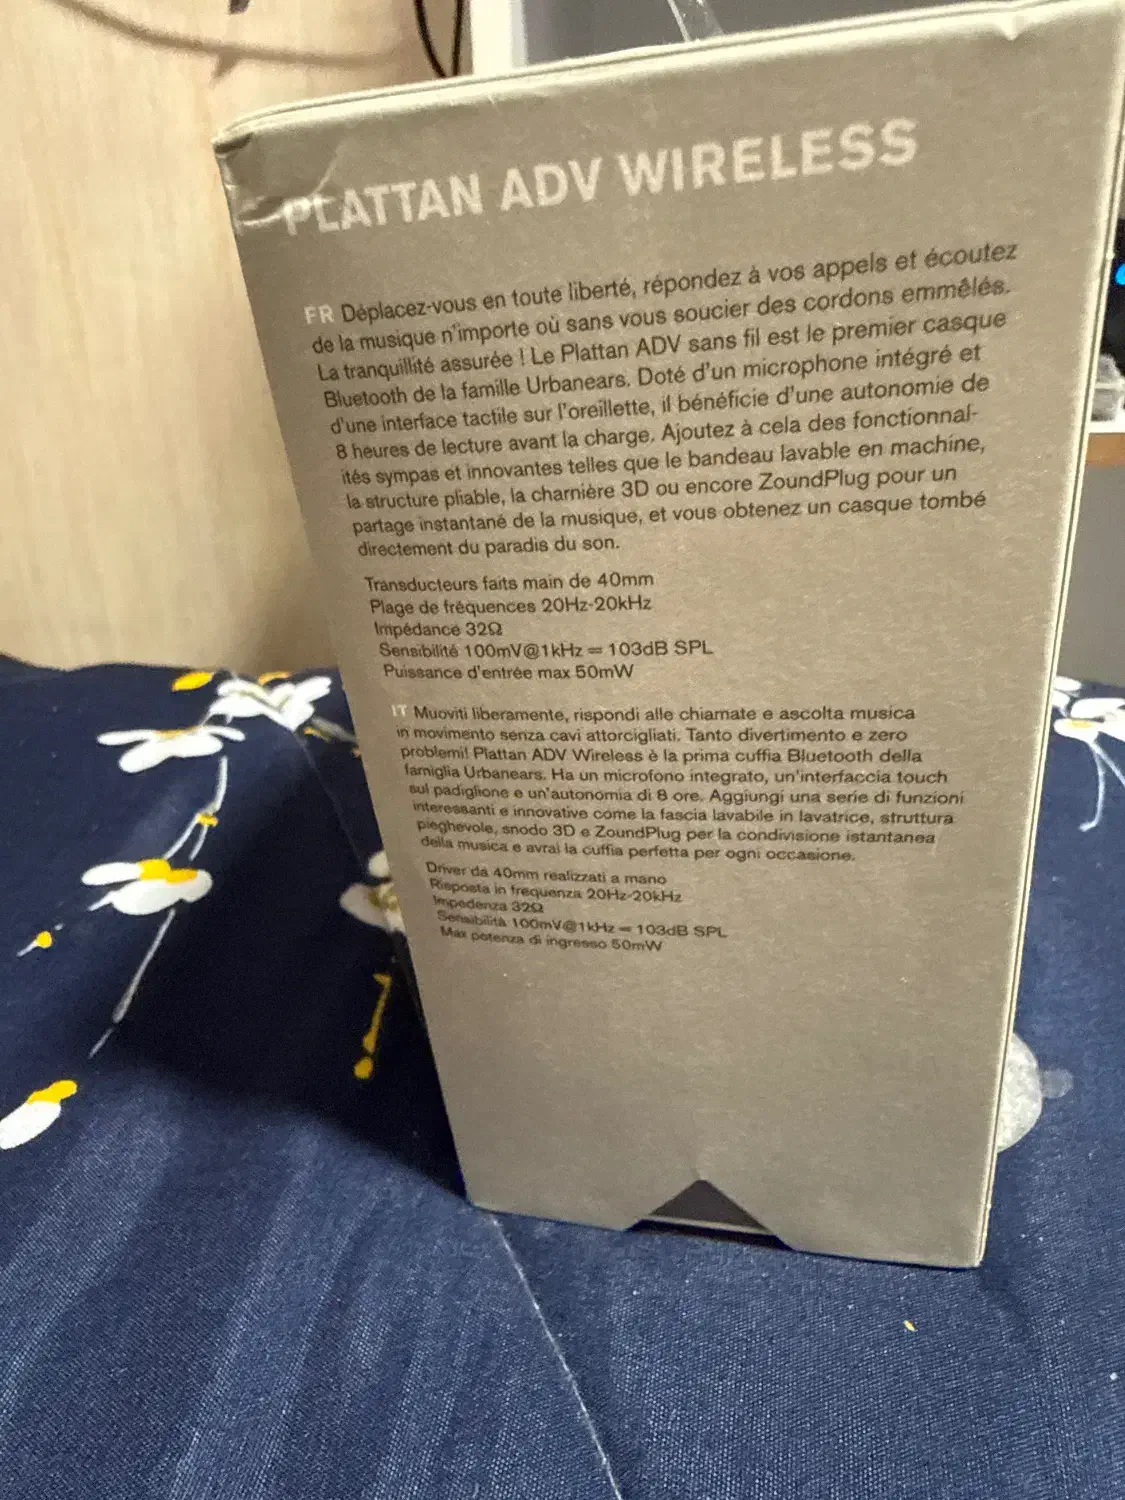 PLATTAN ADV WIRELESS
FR Déplacez-vous en toute liberté, répondez à vos appels et écoutez
de la musique n'importe où sans vous soucier des cordons emmêlés.
La tranquillité assurée ! Le Plattan ADV sans fil est le premier casque
Bluetooth de la famille Urbanears. Doté d'un microphone intégré et
d'une interface tactile sur l'oreillette, il bénéficie d'une autonomie de
8 heures de lecture avant la charge. Ajoutez à cela des fonctionnal-
ités sympas et innovantes telles que le bandeau lavable en machine,
la structure pliable, la charnière 3D ou encore ZoundPlug pour un
partage instantané de la musique, et vous obtenez un casque tombé
directement du paradis du son.
Transducteurs faits main de 40mm
Plage de fréquences 20Hz-20kHz
Impédance 32Ω
Sensibilité 100mV@1kHz = 103dB SPL
Puissance d'entrée max 50mW
IT Muoviti liberamente, rispondi alle chiamate e ascolta musica
in movimento senza cavi attorcigliati. Tanto divertimento e zero
problemi! Plattan ADV Wireless è la prima cuffia Bluetooth della
famiglia Urbanears. Ha un microfono integrato, un'interfaccia touch
sul padiglione e un'autonomia di 8 ore. Aggiungi una serie di funzioni
interessanti e innovative come la fascia lavabile in lavatrice, struttura
pieghevole, snodo 3D e ZoundPlug per la condivisione istantanea
della musica e avrai la cuffia perfetta per ogni occasione.
Driver da 40mm realizzati a mano
Risposta in frequenza 20Hz-20kHz
Impedenza 32Ω
Sensibilità 100mV@1kHz = 103dB SPL
Max potenza di ingresso 50mW